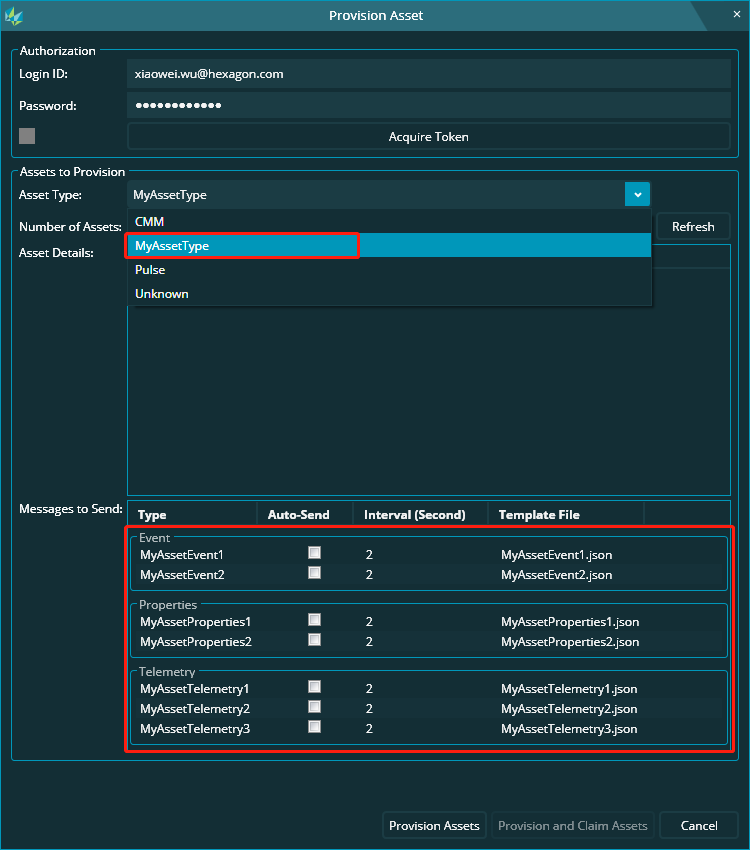 Provision Asset
Authorization
Login ID: xiaowei.wu@hexagon.com
Password: ●●●●●●●●●●●●
Acquire Token
Assets to Provision
Asset Type: MyAssetType
CMM
Number of Assets: Refresh
MyAssetType
Asset Details:
Pulse
Unknown
Messages to Send:
Type Auto-Send Interval (Second) Template File
Event
MyAssetEvent1 2 MyAssetEvent1.json
MyAssetEvent2 2 MyAssetEvent2.json
Properties
MyAssetProperties1 2 MyAssetProperties1.json
MyAssetProperties2 2 MyAssetProperties2.json
Telemetry
MyAssetTelemetry1 2 MyAssetTelemetry1.json
MyAssetTelemetry2 2 MyAssetTelemetry2.json
MyAssetTelemetry3 2 MyAssetTelemetry3.json
Provision Assets Provision and Claim Assets Cancel